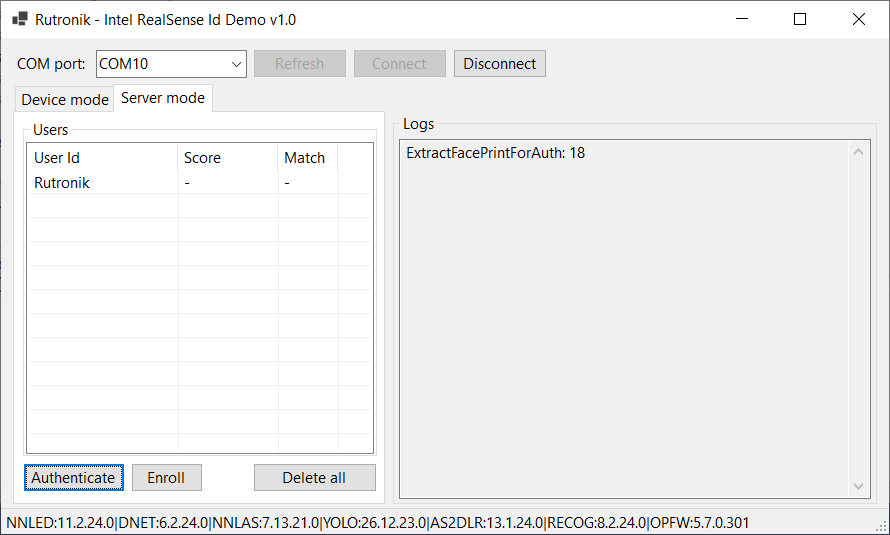 Rutronik - Intel RealSense Id Demo v1.0
COM port: COM10 Refresh Connect Disconnect
Device mode Server mode
Users
User Id Score Match
Rutronik - -
Authenticate Enroll Delete all
Logs
ExtractFacePrintForAuth: 18
NNLED:11.2.24.0|DNET:6.2.24.0|NNLAS:7.13.21.0|YOLO:26.12.23.0|AS2DLR:13.1.24.0|RECOG:8.2.24.0|OPFW:5.7.0.301